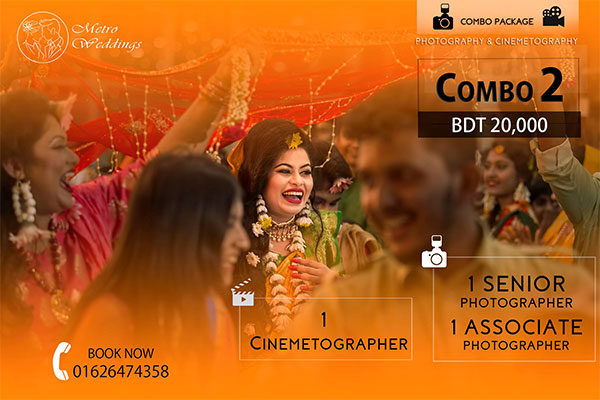 Metro
Weddings
COMBO PACKAGE
PHOTOGRAPHY & CINEMETOGRAPHY
COMBO 2
BDT 20,000
1 SENIOR
PHOTOGRAPHER
1 ASSOCIATE
PHOTOGRAPHER
1
CINEMETOGRAPHER
BOOK NOW
01626474358